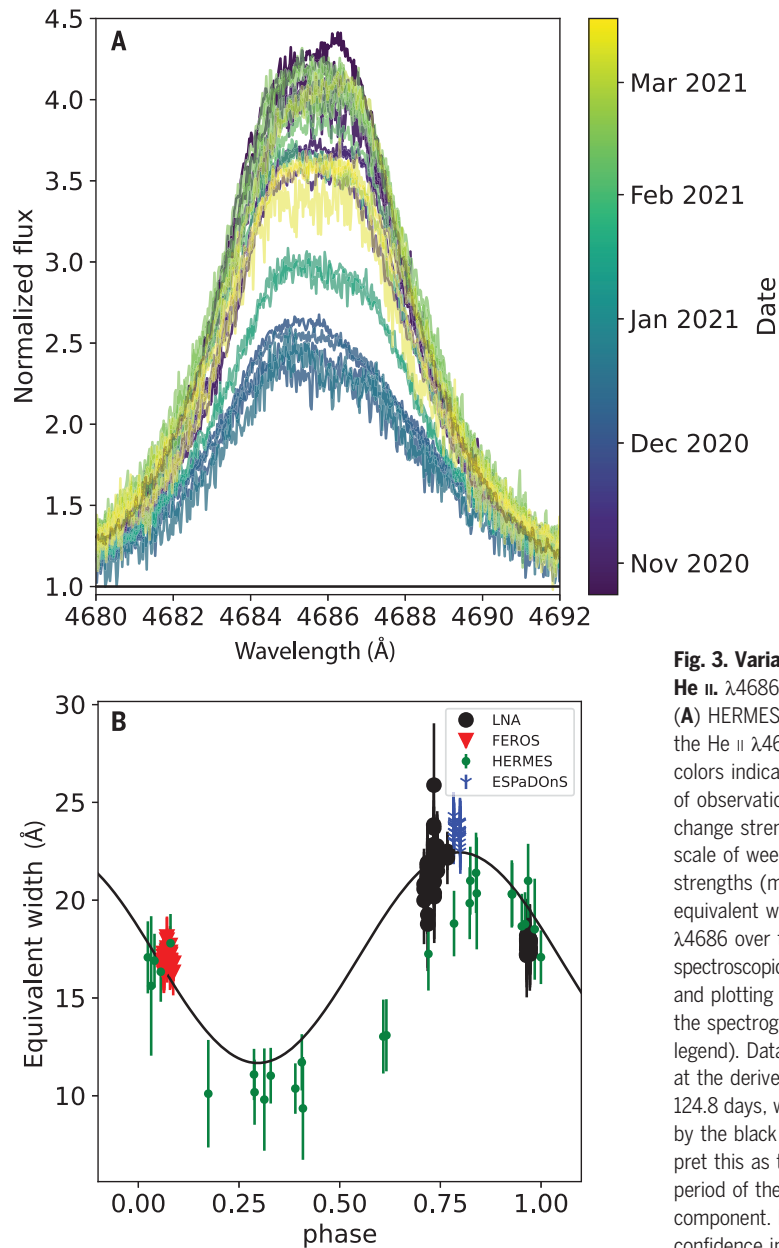 A
4.5
4.0
3.5
3.0
2.5
2.0
1.5
1.0
Normalized flux
4680 4682 4684 4686 4688 4690 4692
Wavelength (Å)
Mar 2021
Feb 2021
Jan 2021
Dec 2020
Nov 2020
Date
B
30
25
20
15
10
Equivalent width (Å)
LNA
FEROS
HERMES
ESPaDOnS
0.00 0.25 0.50 0.75 1.00
phase
Fig. 3. Varia
He II. λ4686
(A) HERMES
the He II λ46
colors indica
of observatio
change stren
scale of wee
strengths (m
equivalent w
λ4686 over
spectroscopic
and plotting
the spectrog
legend). Data
at the derive
124.8 days, w
by the black
pret this as t
period of the
component.
confidence in